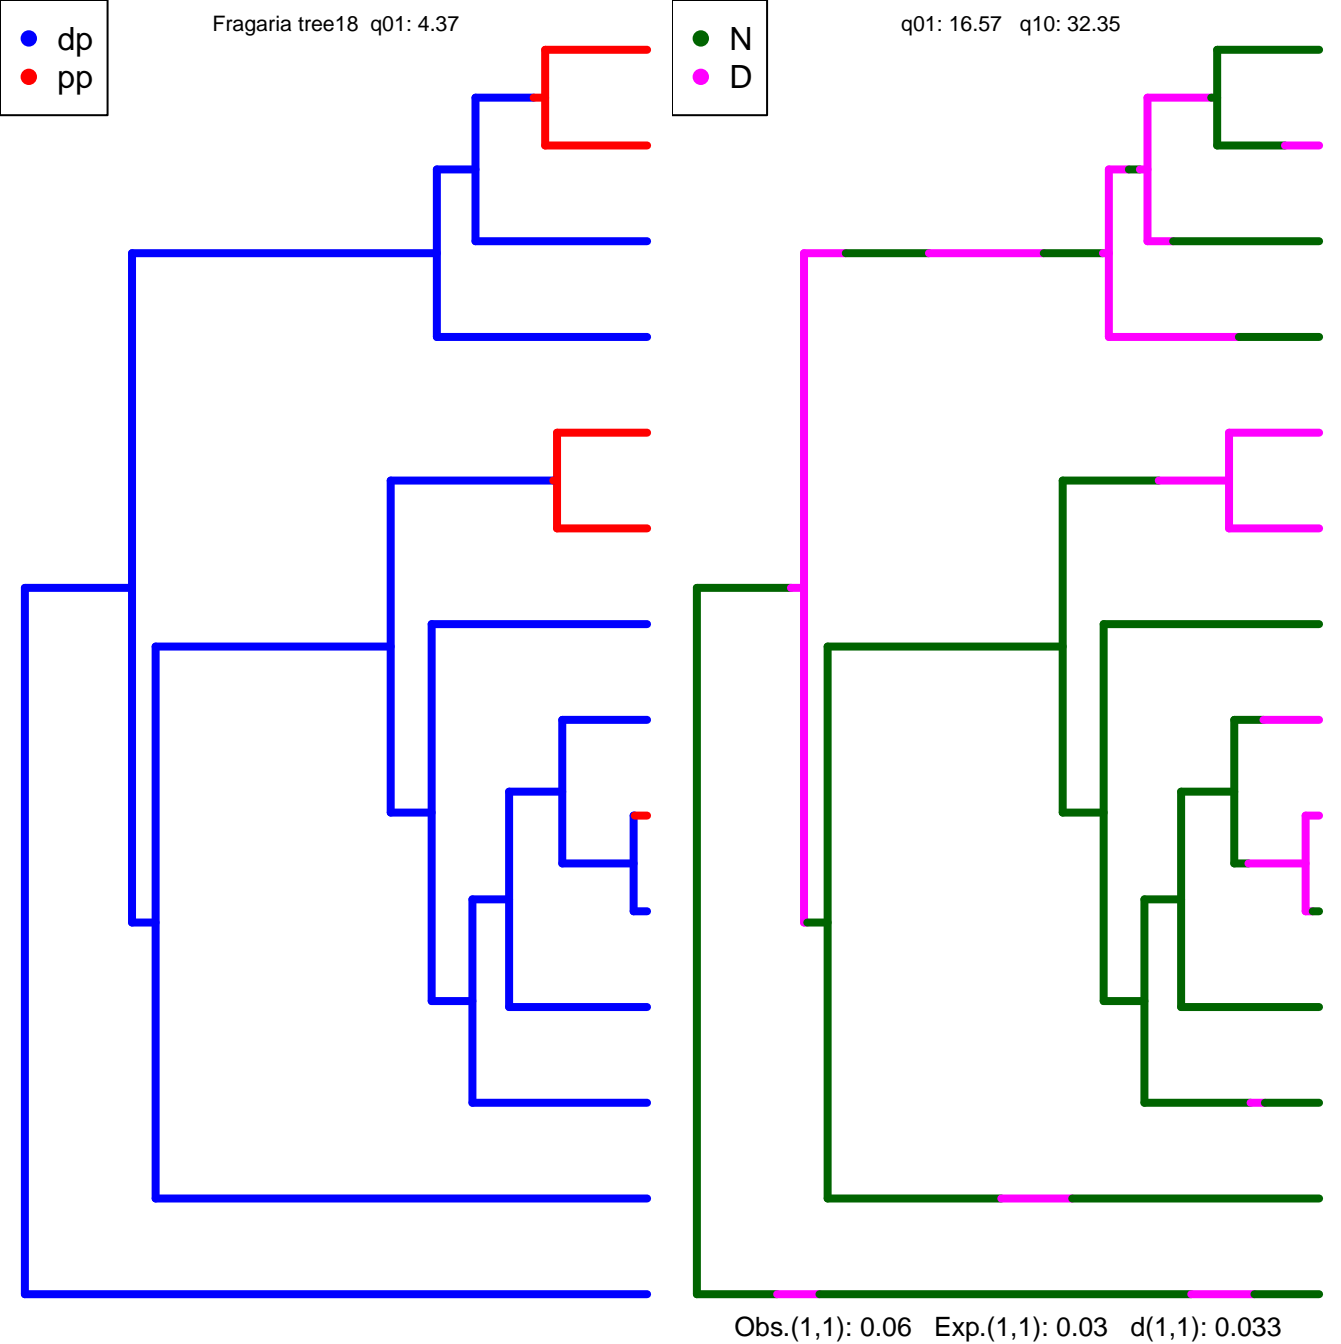 Fragaria tree18 q01: 4.37
dp
pp
q01: 16.57 q10: 32.35
N
D
Obs.(1,1): 0.06 Exp.(1,1): 0.03 d(1,1): 0.033